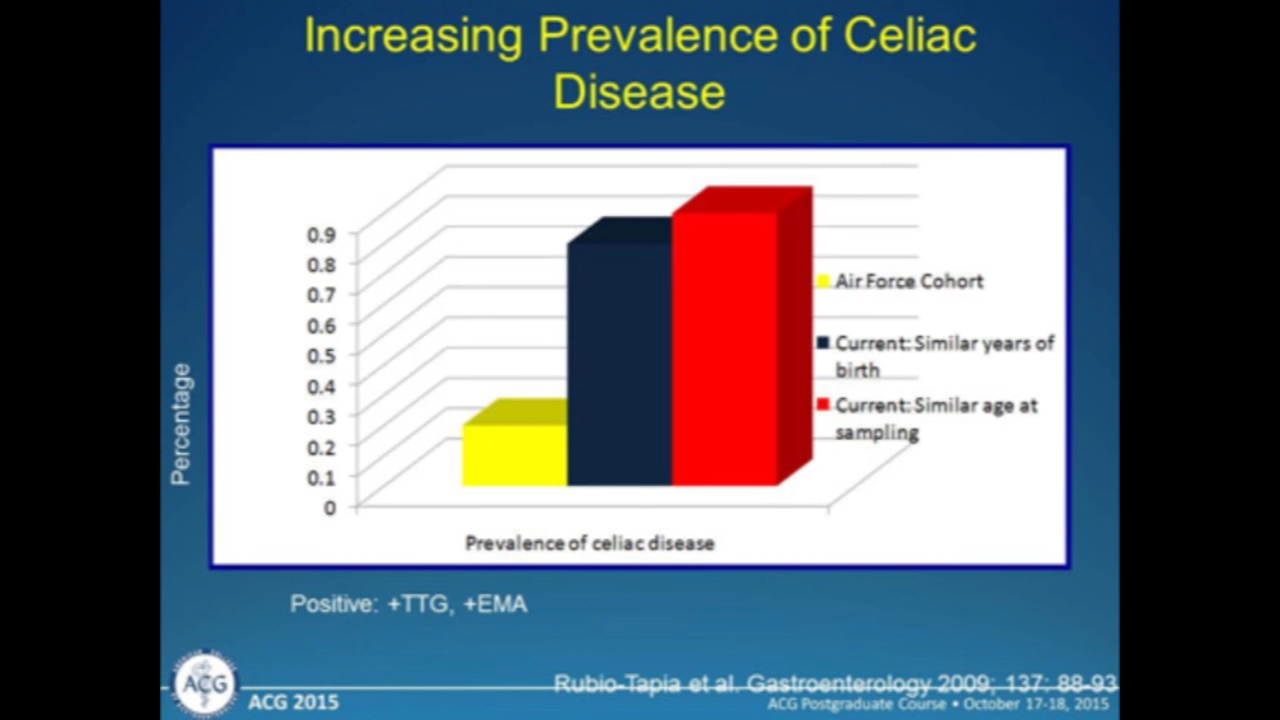 Increasing Prevalence of Celiac
Disease
Percentage
0.9
0.8
0.7
0.6
0.5
0.4
0.3
0.2
0.1
0
Air Force Cohort
Current: Similar years of
birth
Current: Similar age at
sampling
Prevalence of celiac disease
Positive: +TTG, +EMA
Rubio-Tapia et al. Gastroenterology 2009; 137: 88-93
ACG
ACG 2015
ACG Postgraduate Course • October 17-18, 2015